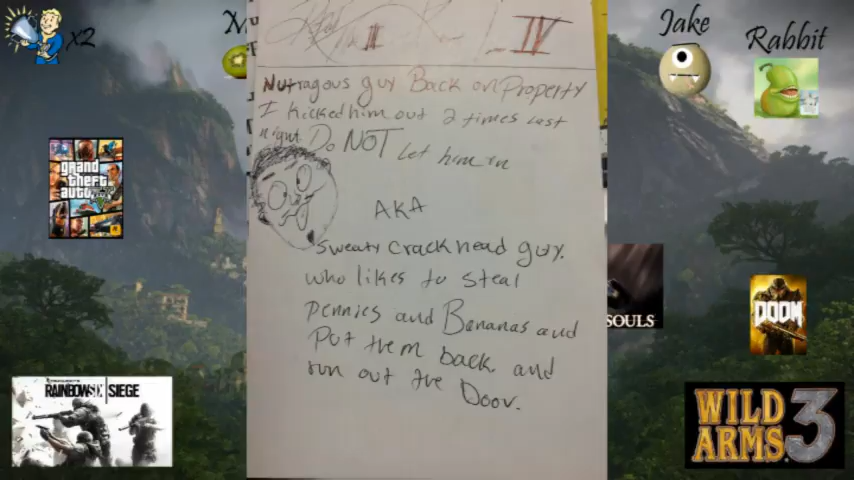 x2
M
Jake
Rabbit
II
IV
Nutragous guy Back on Property
I kicked him out 2 times last
night Do NOT let him in
AKA
Sweaty crack head guy.
who likes to steal
pennies and Bananas and
Put them back and
run out the Door.
grand
theft
auto V
SOULS
DOOM
RAINBOW SIX | SIEGE
WILD
ARMS 3